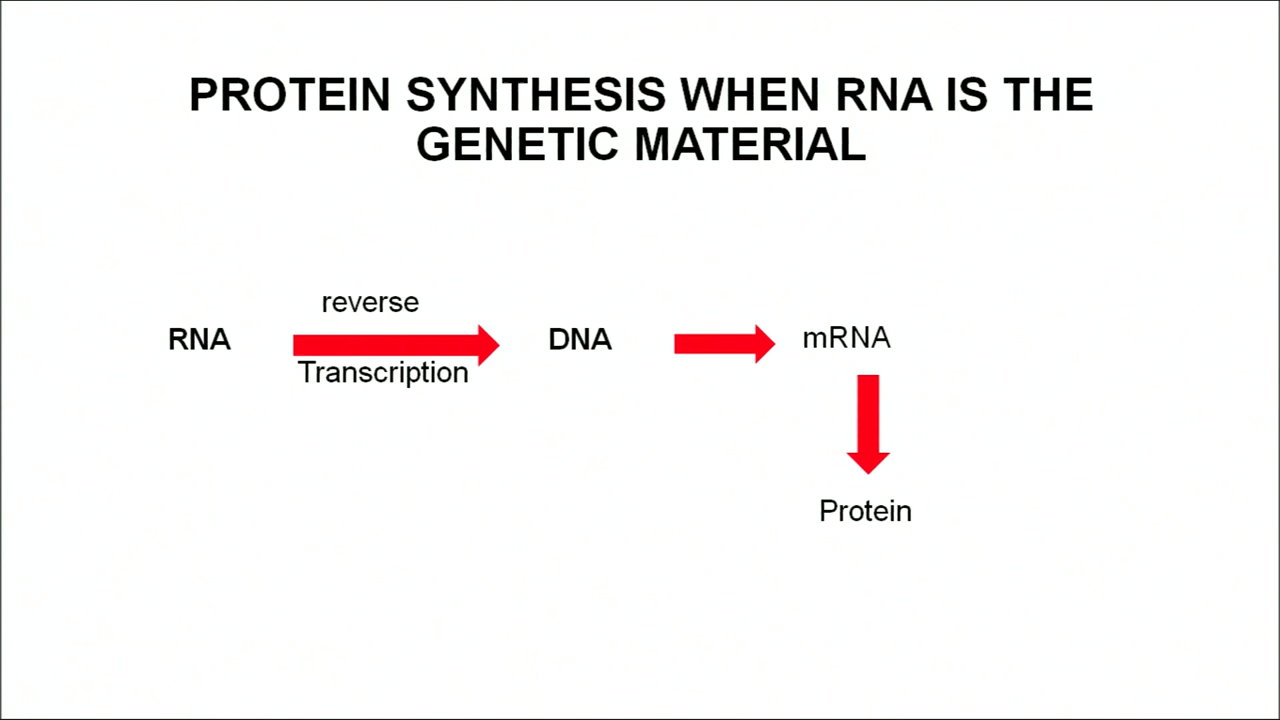 PROTEIN SYNTHESIS WHEN RNA IS THE
GENETIC MATERIAL
reverse
RNA
DNA
mRNA
Transcription
Protein